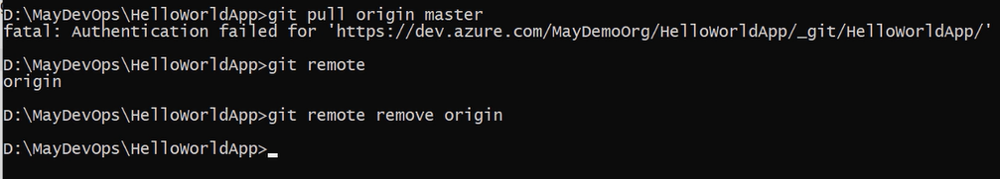 D:\MayDevOps\HelloWorldApp>git pull origin master
fatal: Authentication failed for 'https://dev.azure.com/MayDemoOrg/HelloWorldApp/_git/HelloWorldApp/'
D:\MayDevOps\HelloWorldApp>git remote
origin
D:\MayDevOps\HelloWorldApp>git remote remove origin
D:\MayDevOps\HelloWorldApp>